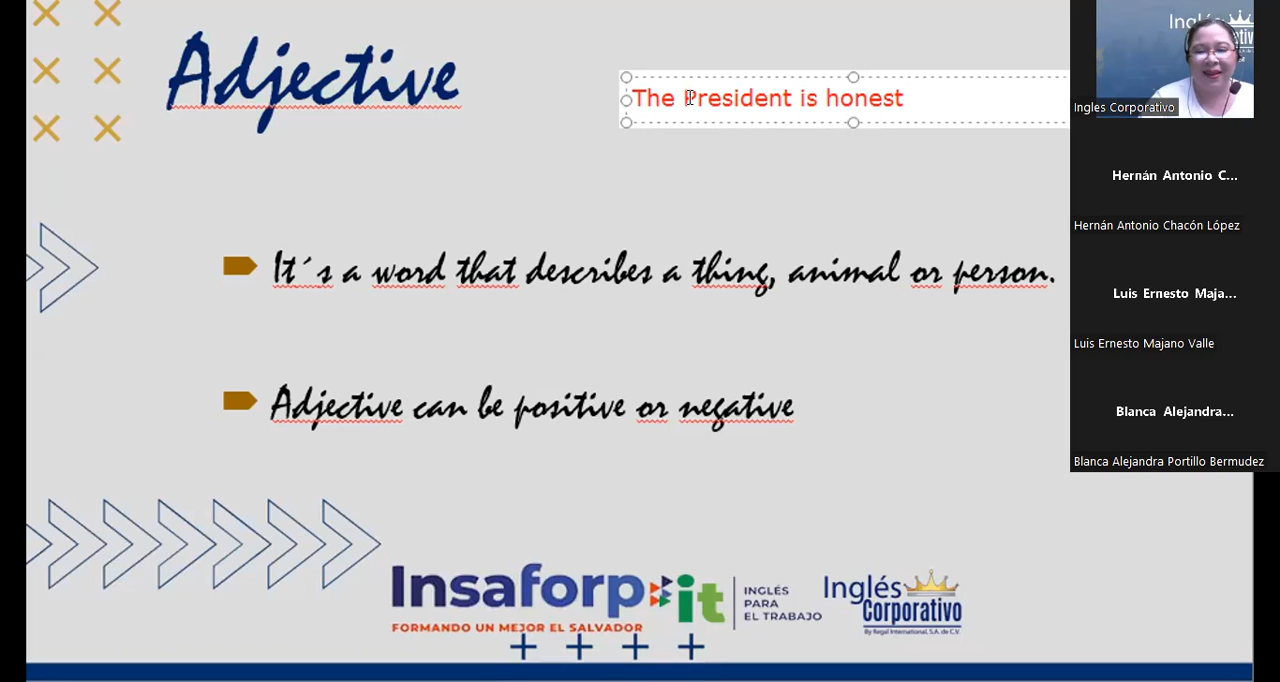 Adjective
The President is honest
It´s a word that describes a thing, animal or person.
Adjective can be positive or negative
Insaforp
FORMANDO UN MEJOR EL SALVADOR
it
INGLÉS
PARA
EL TRABAJO
Inglés
Corporativo
By Regal International, S.A. de C.V.
Ingles Corporativo
Hernán Antonio C...
Hernán Antonio Chacón López
Luis Ernesto Maja...
Luis Ernesto Majano Valle
Blanca Alejandra...
Blanca Alejandra Portillo Bermudez